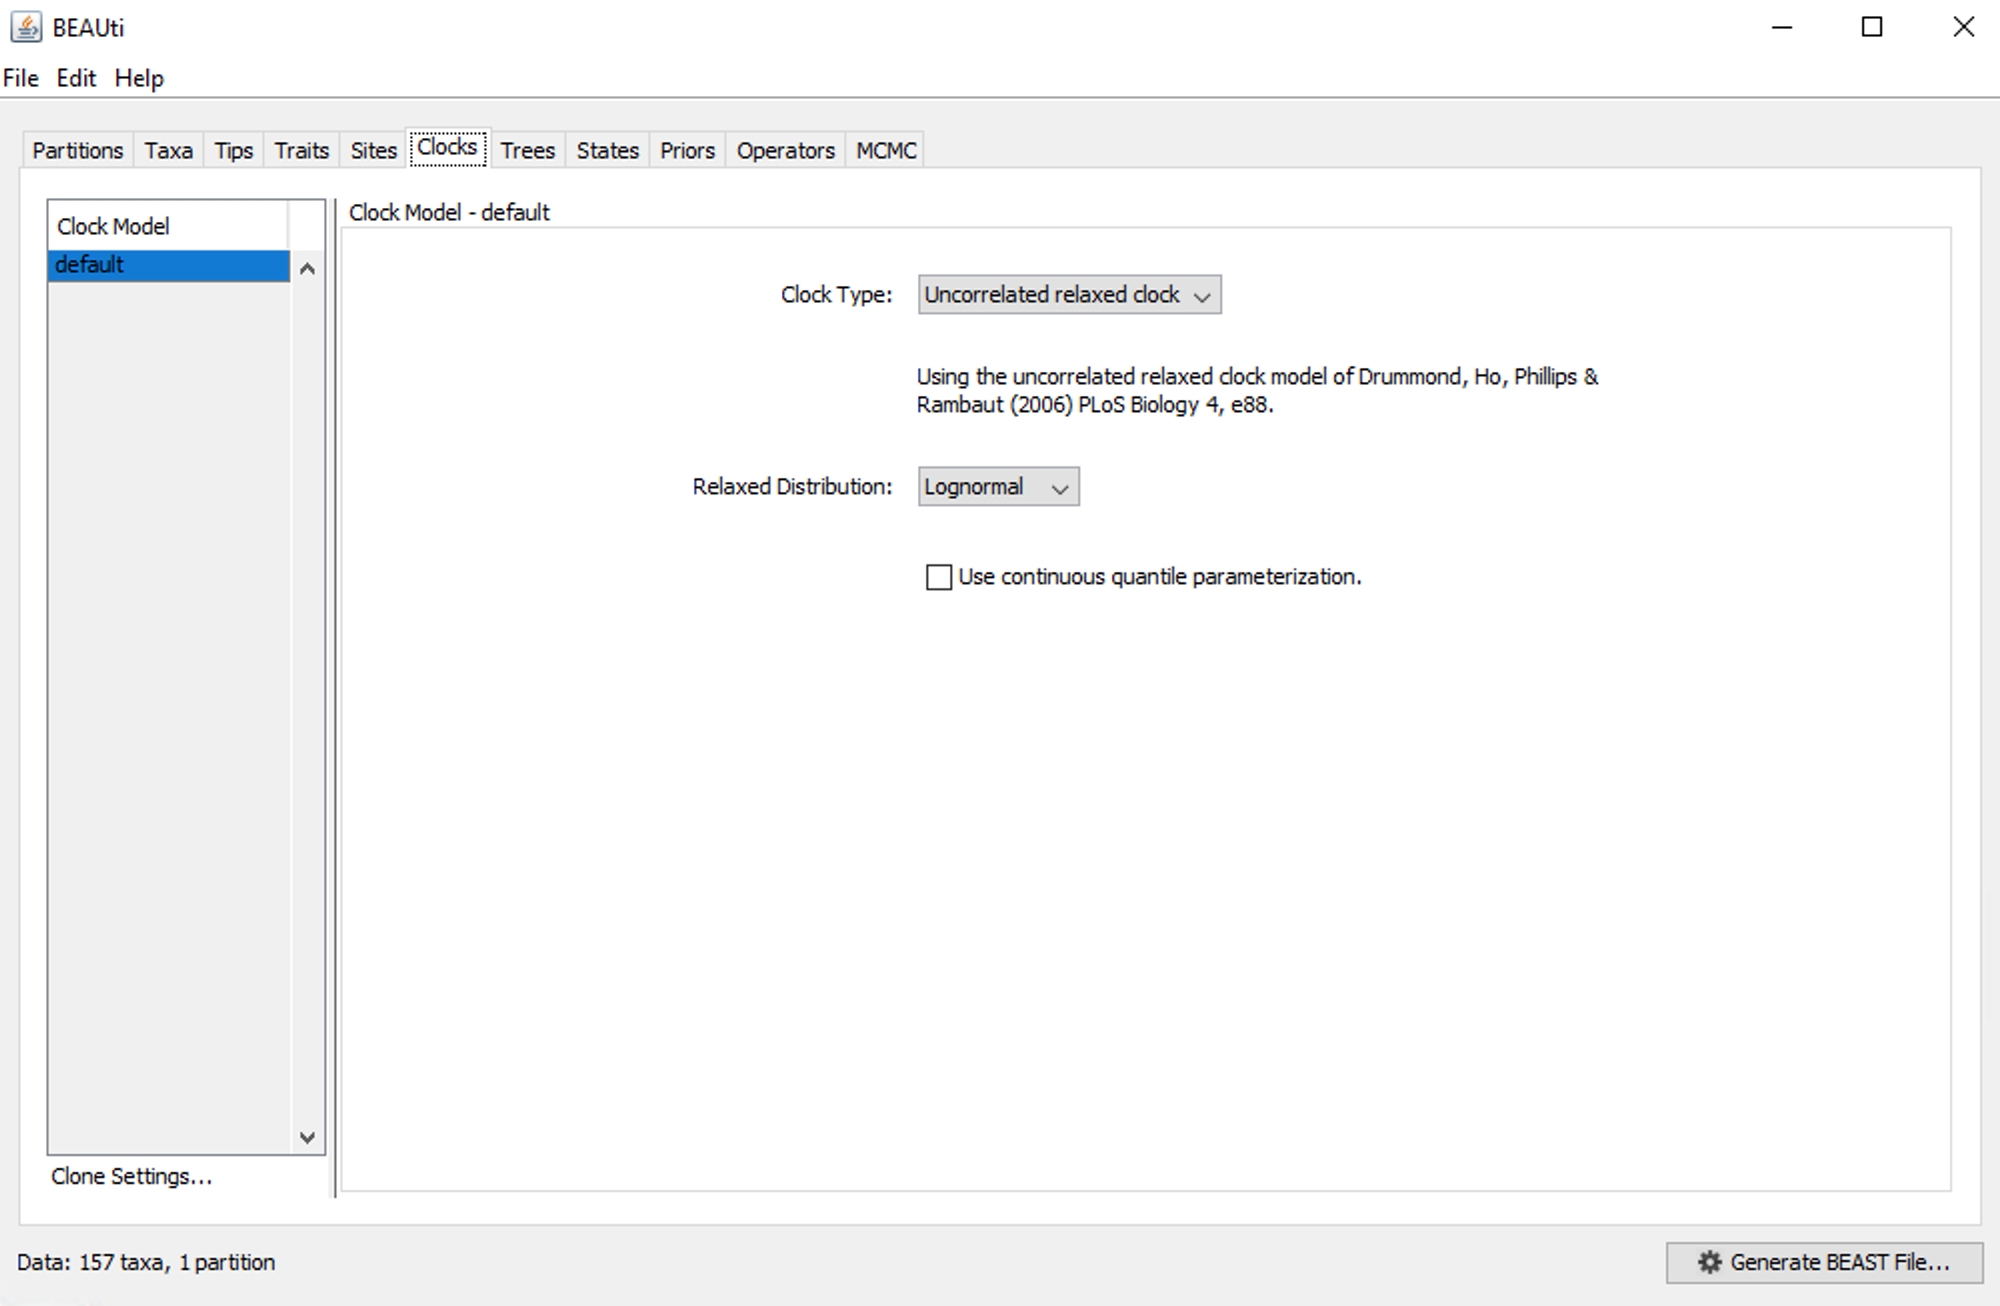 BEAUti
File Edit Help
Partitions Taxa Tips Traits Sites Clocks Trees States Priors Operators MCMC
Clock Model
default
Clone Settings...
Clock Model - default
Clock Type: Uncorrelated relaxed clock
Using the uncorrelated relaxed clock model of Drummond, Ho, Phillips &
Rambaut (2006) PLoS Biology 4, e88.
Relaxed Distribution: Lognormal
Use continuous quantile parameterization.
Data: 157 taxa, 1 partition
Generate BEAST File...